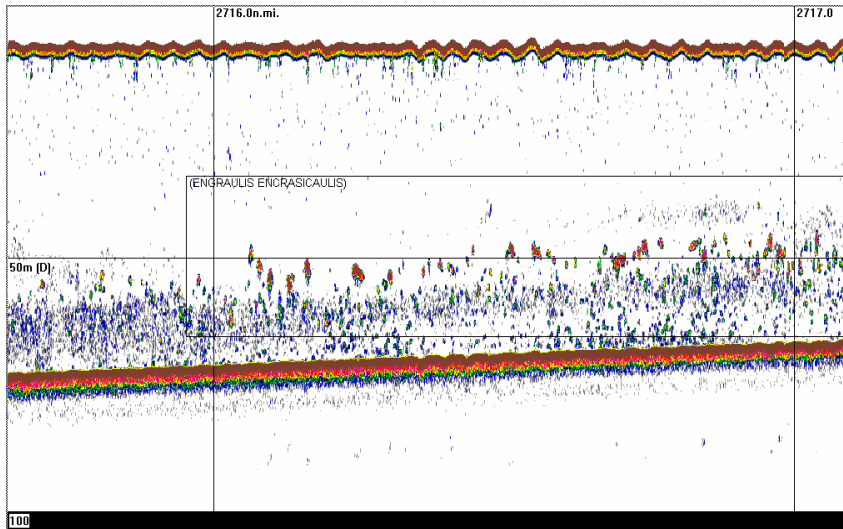 2716.0n.mi.
2717.0
(ENGRAULIS ENCRASICAULIS)
50m (D)
100